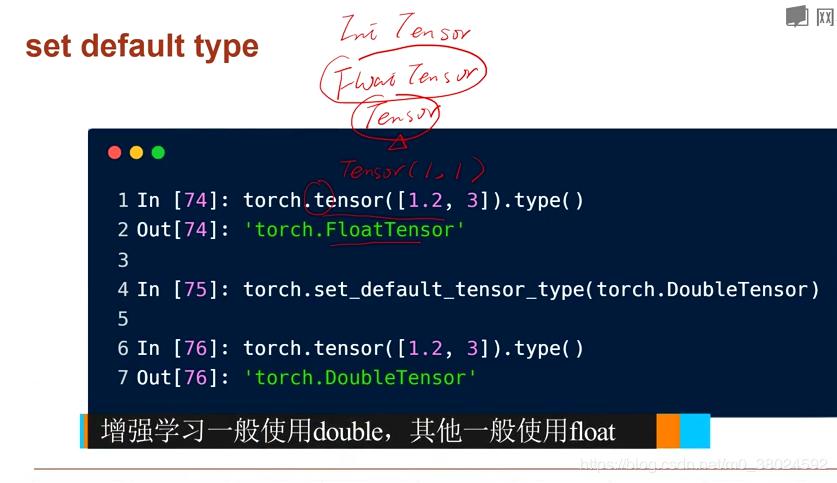 set default type
Int Tensor
Float Tensor
Tensor
Tensor(1,1)
1 In [74]: torch.tensor([1.2, 3]).type()
2 Out[74]: 'torch.FloatTensor'
3
4 In [75]: torch.set_default_tensor_type(torch.DoubleTensor)
5
6 In [76]: torch.tensor([1.2, 3]).type()
7 Out[76]: 'torch.DoubleTensor'
增强学习一般使用double，其他一般使用float
https://blog.csdn.net/m0_38024592